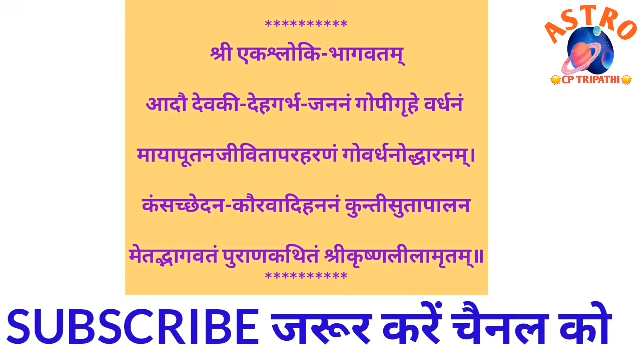 **********
श्री एकश्लोकि-भागवतम्
आदौ देवकी-देहगर्भ-जननं गोपीगृहे वर्धनं
मायापूतनजीवितापरहरणं गोवर्धनोद्धारनम्।
कंसच्छेदन-कौरवादिहननं कुन्तीसुतापालन
मेतद्भागवतं पुराणकथितं श्रीकृष्णलीलामृतम्॥
**********
ASTRO
CP TRIPATHI
SUBSCRIBE जरूर करें चैनल को